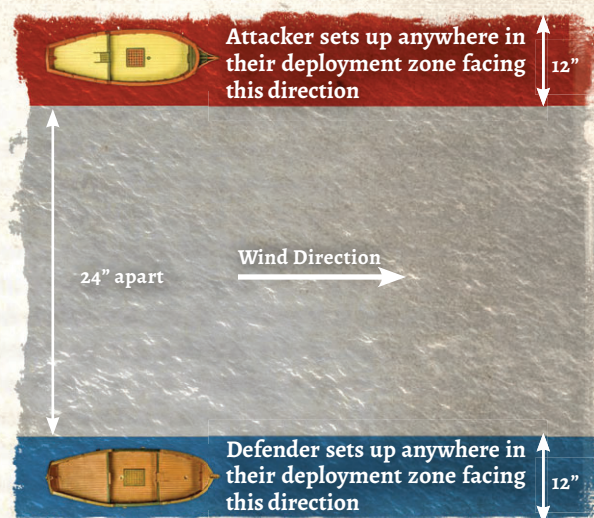 Attacker sets up anywhere in
their deployment zone facing
this direction
12”
24” apart
Wind Direction
Defender sets up anywhere in
their deployment zone facing
this direction
12”